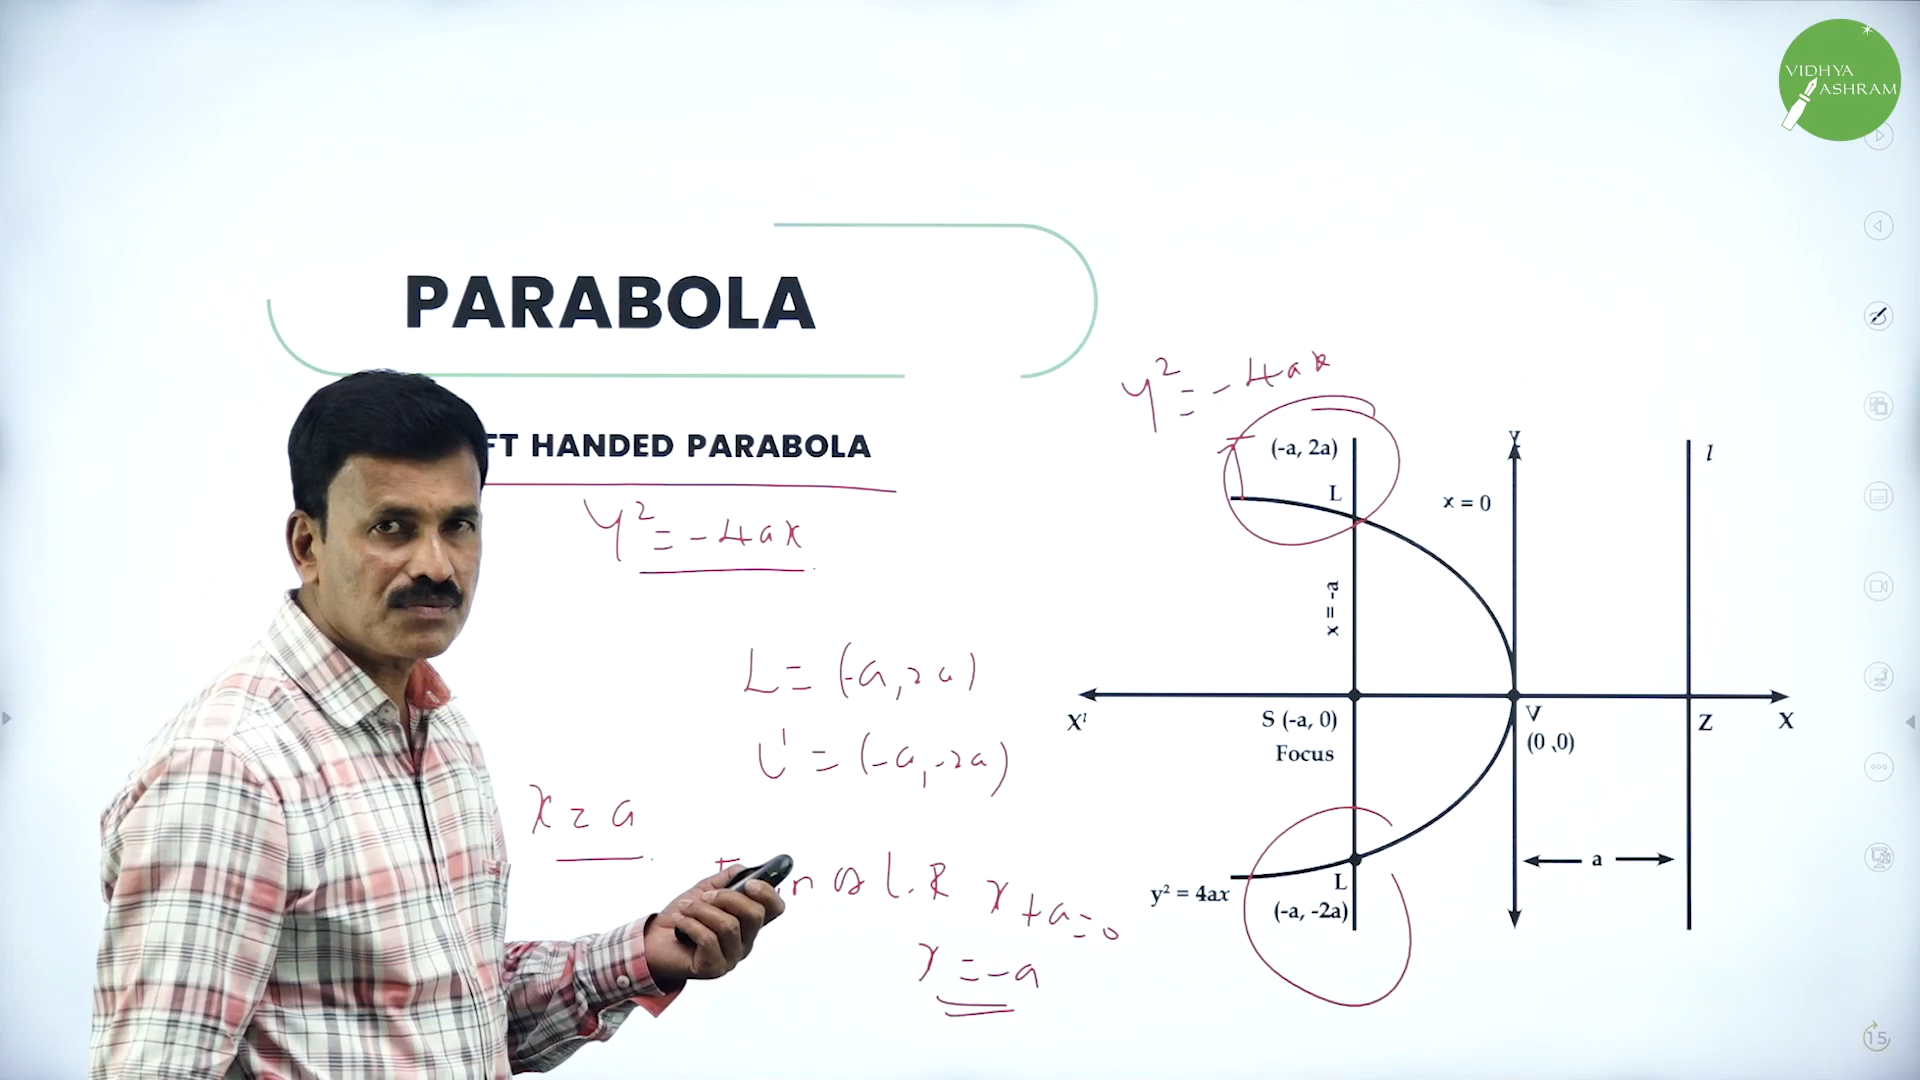 VIDHYA
ASHRAM
PARABOLA
FT HANDED PARABOLA
y² = -4ax
y² = -4ax
(-a, 2a)
L
Y
l
x = 0
x = -a
L = (-a, 2a)
L' = (-a, -2a)
X'
S (-a, 0)
Focus
V
(0 ,0)
Z
X
x = a
L.R x + a = 0
x = -a
a
y² = 4ax
L
(-a, -2a)
15